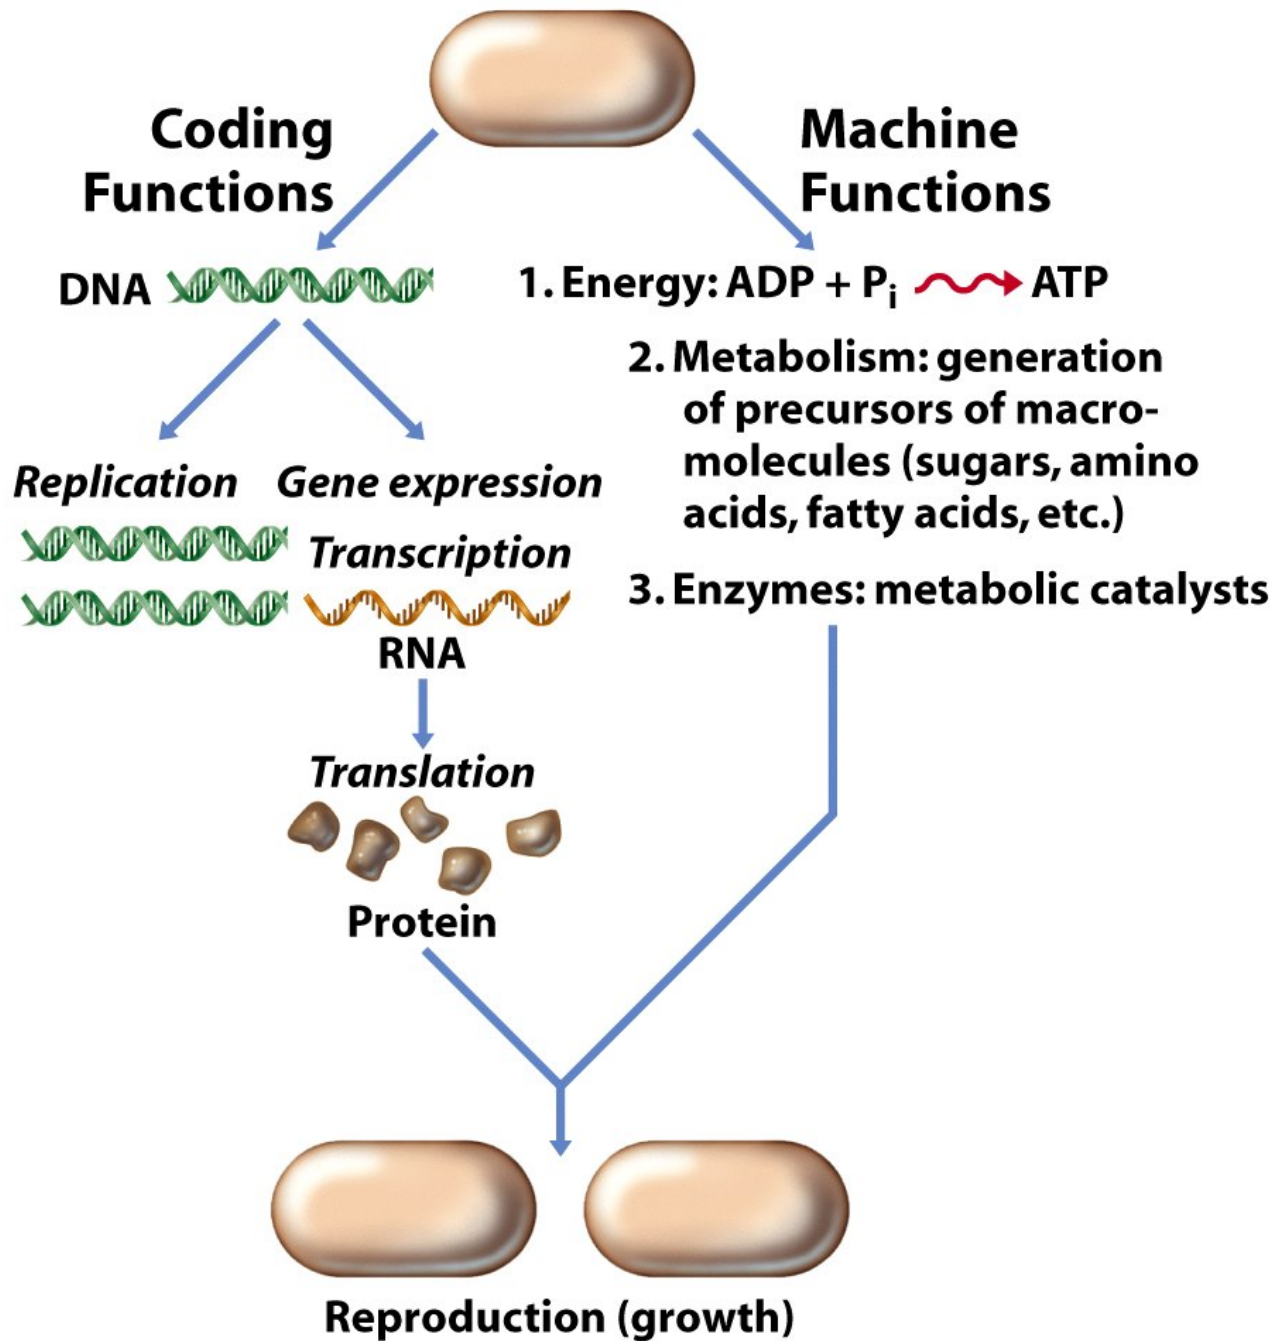 Coding
Functions
Machine
Functions
DNA
1. Energy: ADP + Pi ATP
2. Metabolism: generation
of precursors of macro-
molecules (sugars, amino
acids, fatty acids, etc.)
3. Enzymes: metabolic catalysts
Replication
Gene expression
Transcription
RNA
Translation
Protein
Reproduction (growth)